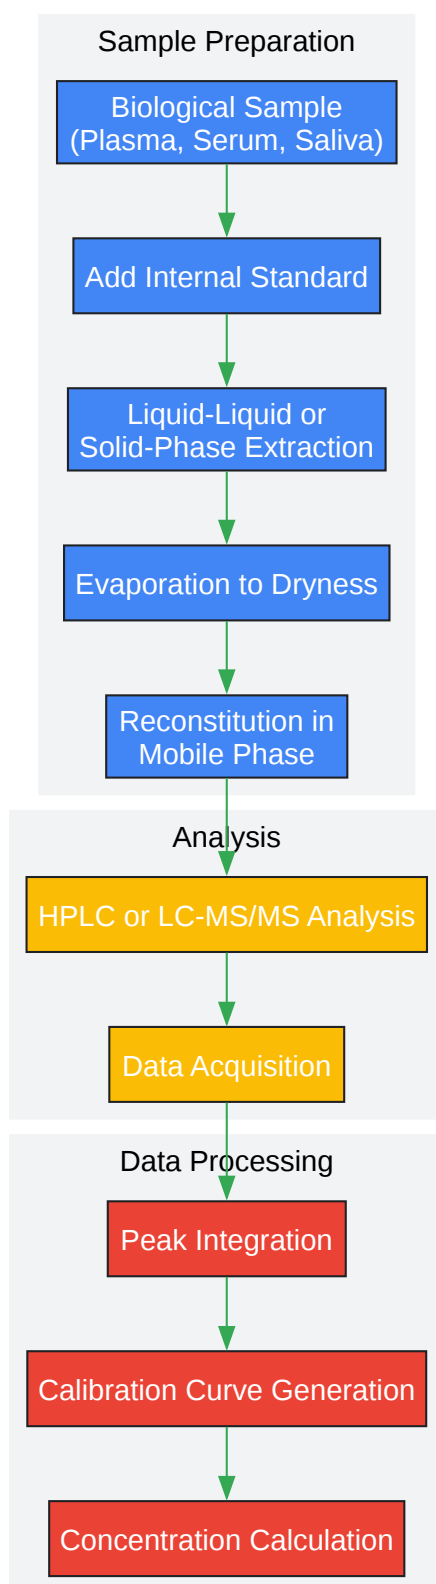 Sample Preparation
Biological Sample
(Plasma, Serum, Saliva)
Add Internal Standard
Liquid-Liquid or
Solid-Phase Extraction
Evaporation to Dryness
Reconstitution in
Mobile Phase
Analysis
HPLC or LC-MS/MS Analysis
Data Acquisition
Data Processing
Peak Integration
Calibration Curve Generation
Concentration Calculation